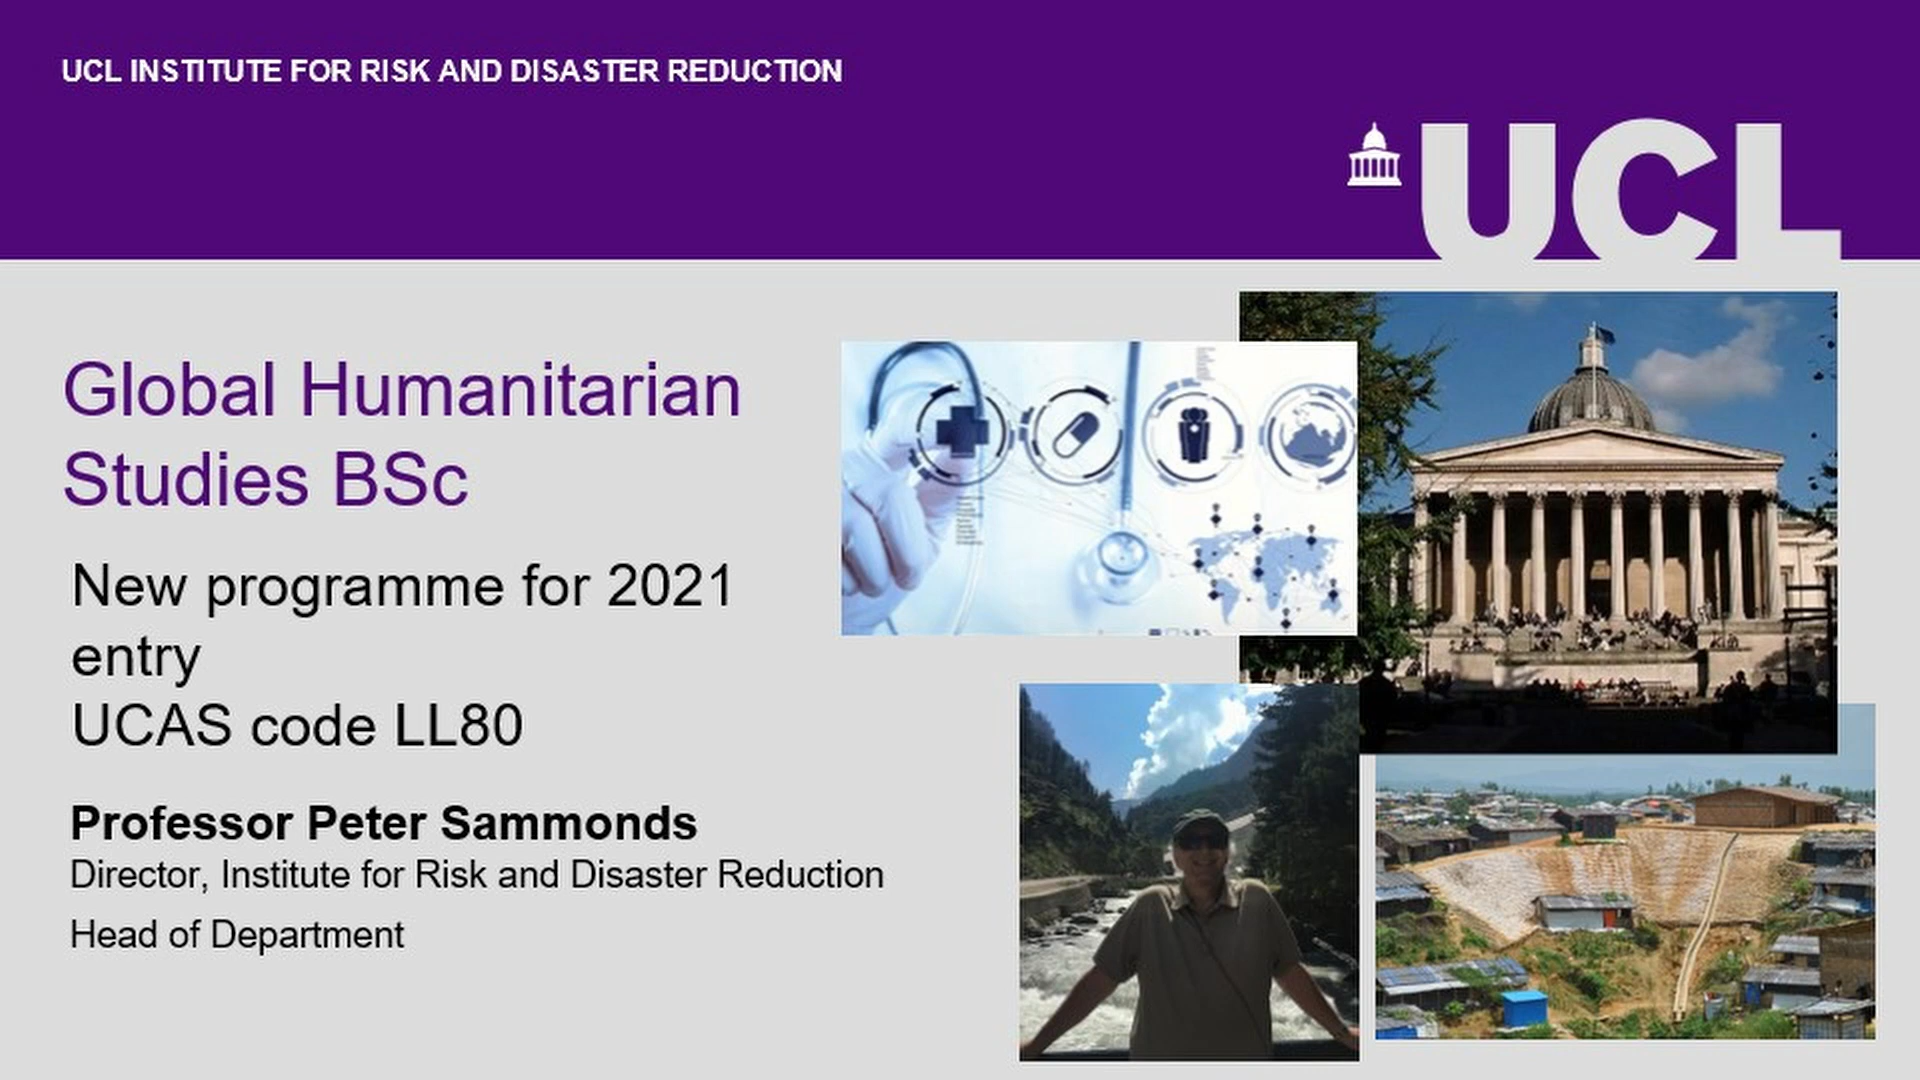 UCL INSTITUTE FOR RISK AND DISASTER REDUCTION
UCL
Global Humanitarian
Studies BSc
New programme for 2021
entry
UCAS code LL80
Professor Peter Sammonds
Director, Institute for Risk and Disaster Reduction
Head of Department